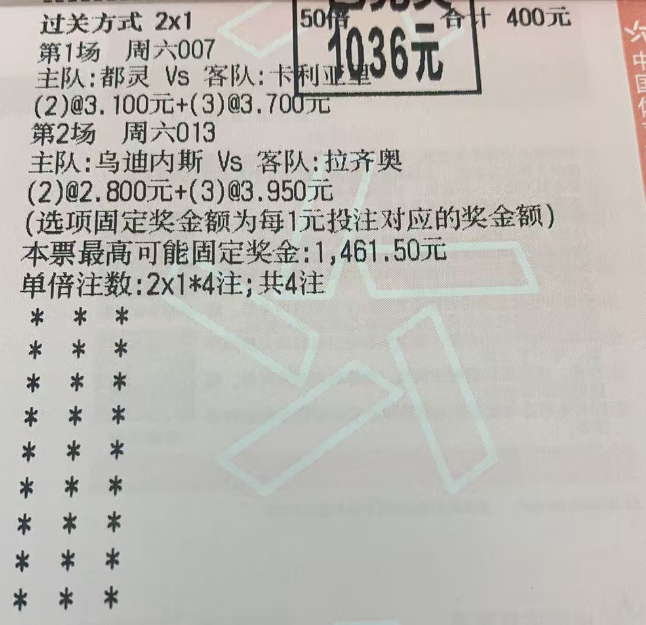 过关方式 2x1 50倍 合计 400元
已兑奖
1036元
第1场 周六007
主队:都灵 Vs 客队:卡利亚里
(2)@3.100元+(3)@3.700元
第2场 周六013
主队:乌迪内斯 Vs 客队:拉齐奥
(2)@2.800元+(3)@3.950元
(选项固定奖金额为每1元投注对应的奖金额)
本票最高可能固定奖金:1,461.50元
单倍注数:2x1*4注;共4注
* * *
* * *
* * *
* * *
* * *
* * *
* * *
* * *
* * *
中国体